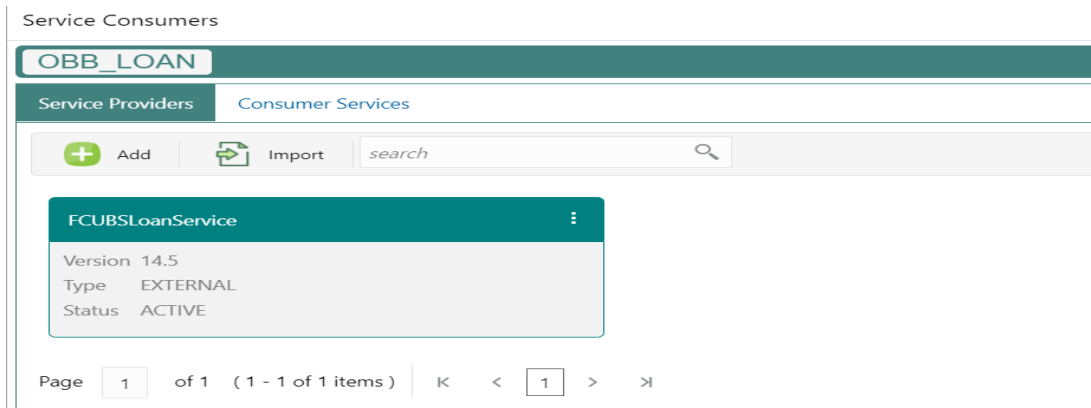 Service Consumers
OBB_LOAN
Service Providers Consumer Services
Add Import search
FCUBSLoanService
Version 14.5
Type EXTERNAL
Status ACTIVE
Page 1 of 1 (1 - 1 of 1 items) 1